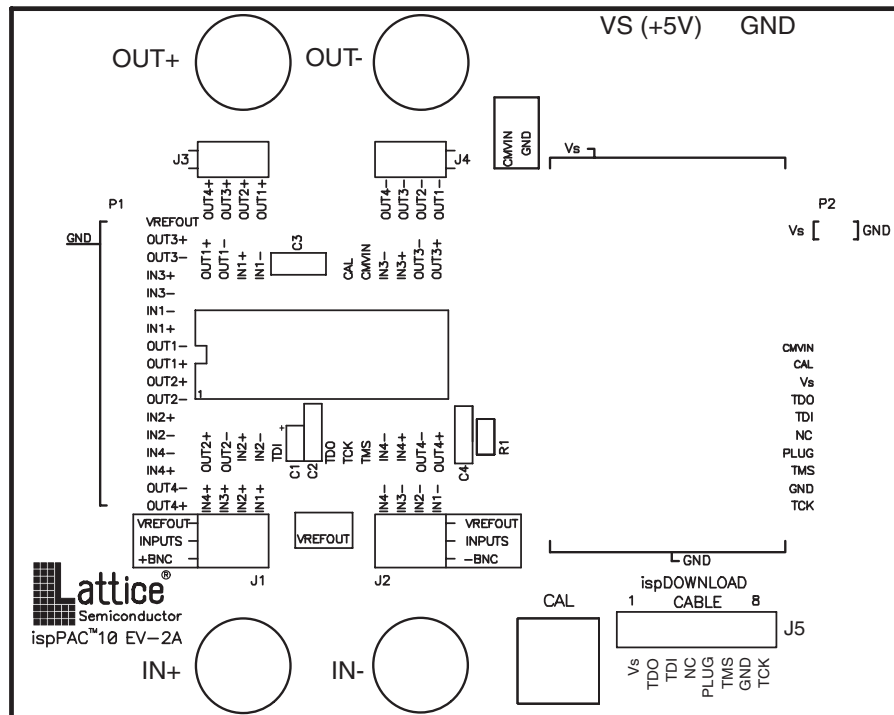 VS (+5V) GND
OUT+
OUT-
CMVIN
GND
Vs
J3
J4
OUT4+
OUT3+
OUT2+
OUT1+
OUT4-
OUT3-
OUT2-
OUT1-
P1
P2
GND
Vs
GND
VREFOUT
OUT3+
OUT3-
IN3+
IN3-
IN1-
IN1+
OUT1-
OUT1+
OUT2+
OUT2-
IN2+
IN2-
IN4-
IN4+
OUT4-
OUT4+
OUT1+
OUT1-
IN1+
IN1-
C3
CAL
CMVIN
IN3-
IN3+
OUT3-
OUT3+
1
CMVIN
CAL
Vs
TDO
TDI
NC
PLUG
TMS
GND
TCK
OUT2+
OUT2-
IN2+
IN2-
TDI
+
C1
C2
TDO
TCK
TMS
IN4-
IN4+
OUT4-
OUT4+
C4
R1
IN4+
IN3+
IN2+
IN1+
IN4-
IN3-
IN2-
IN1-
VREFOUT
INPUTS
+BNC
J1
VREFOUT
J2
VREFOUT
INPUTS
-BNC
GND
Lattice®
Semiconductor
ispPAC™10 EV-2A
IN+
IN-
CAL
ispDOWNLOAD
1 CABLE 8
J5
Vs
TDO
TDI
NC
PLUG
TMS
GND
TCK